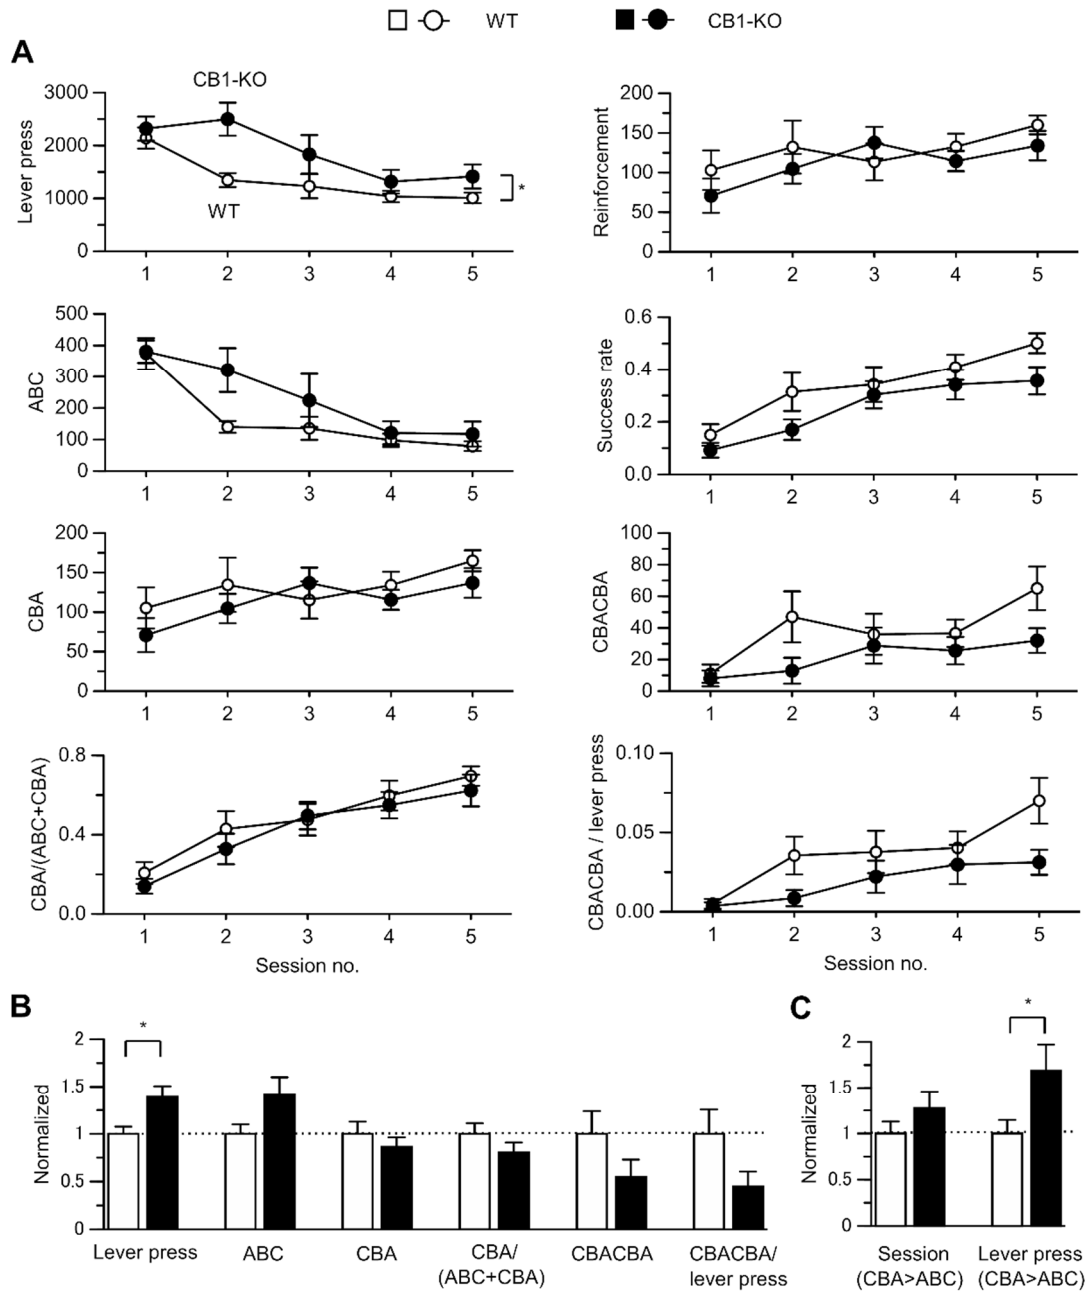 WT CB1-KO
A
CB1-KO
WT
*
Lever press
3000
2000
1000
0
1 2 3 4 5
Reinforcement
200
150
100
50
0
1 2 3 4 5
ABC
500
400
300
200
100
0
1 2 3 4 5
Success rate
0.6
0.4
0.2
0.0
1 2 3 4 5
CBA
200
150
100
50
0
1 2 3 4 5
CBACBA
100
80
60
40
20
0
1 2 3 4 5
CBA/(ABC+CBA)
0.8
0.4
0.0
1 2 3 4 5
Session no.
CBACBA / lever press
0.10
0.05
0.00
1 2 3 4 5
Session no.
B
*
Normalized
2
1.5
1
0.5
0
Lever press ABC CBA CBA/ CBACBA CBACBA/
(ABC+CBA) lever press
C
*
Normalized
2
1.5
1
0.5
0
Session Lever press
(CBA>ABC) (CBA>ABC)